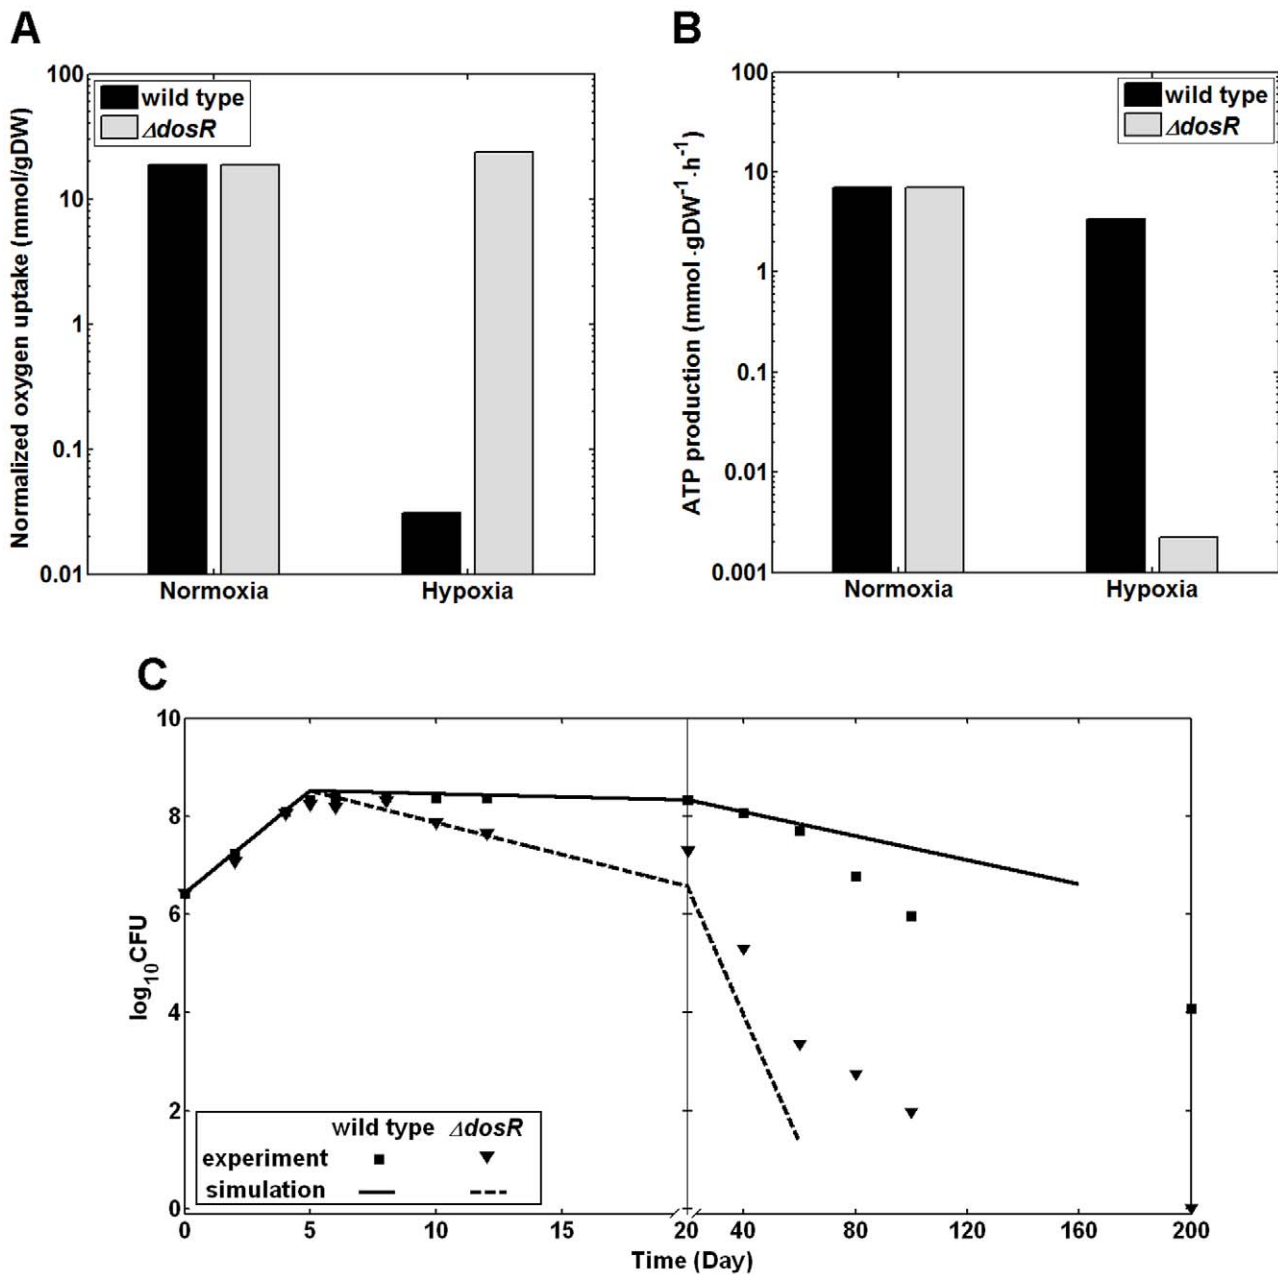 A
Normalized oxygen uptake (mmol/gDW)
100
10
1
0.1
0.01
wild type
ΔdosR
Normoxia
Hypoxia
B
ATP production (mmol·gDW⁻¹·h⁻¹)
100
10
1
0.1
0.01
0.001
wild type
ΔdosR
Normoxia
Hypoxia
C
log₁₀CFU
10
8
6
4
2
0
wild type ΔdosR
experiment
simulation
0 5 10 15 20 40 80 120 160 200
Time (Day)